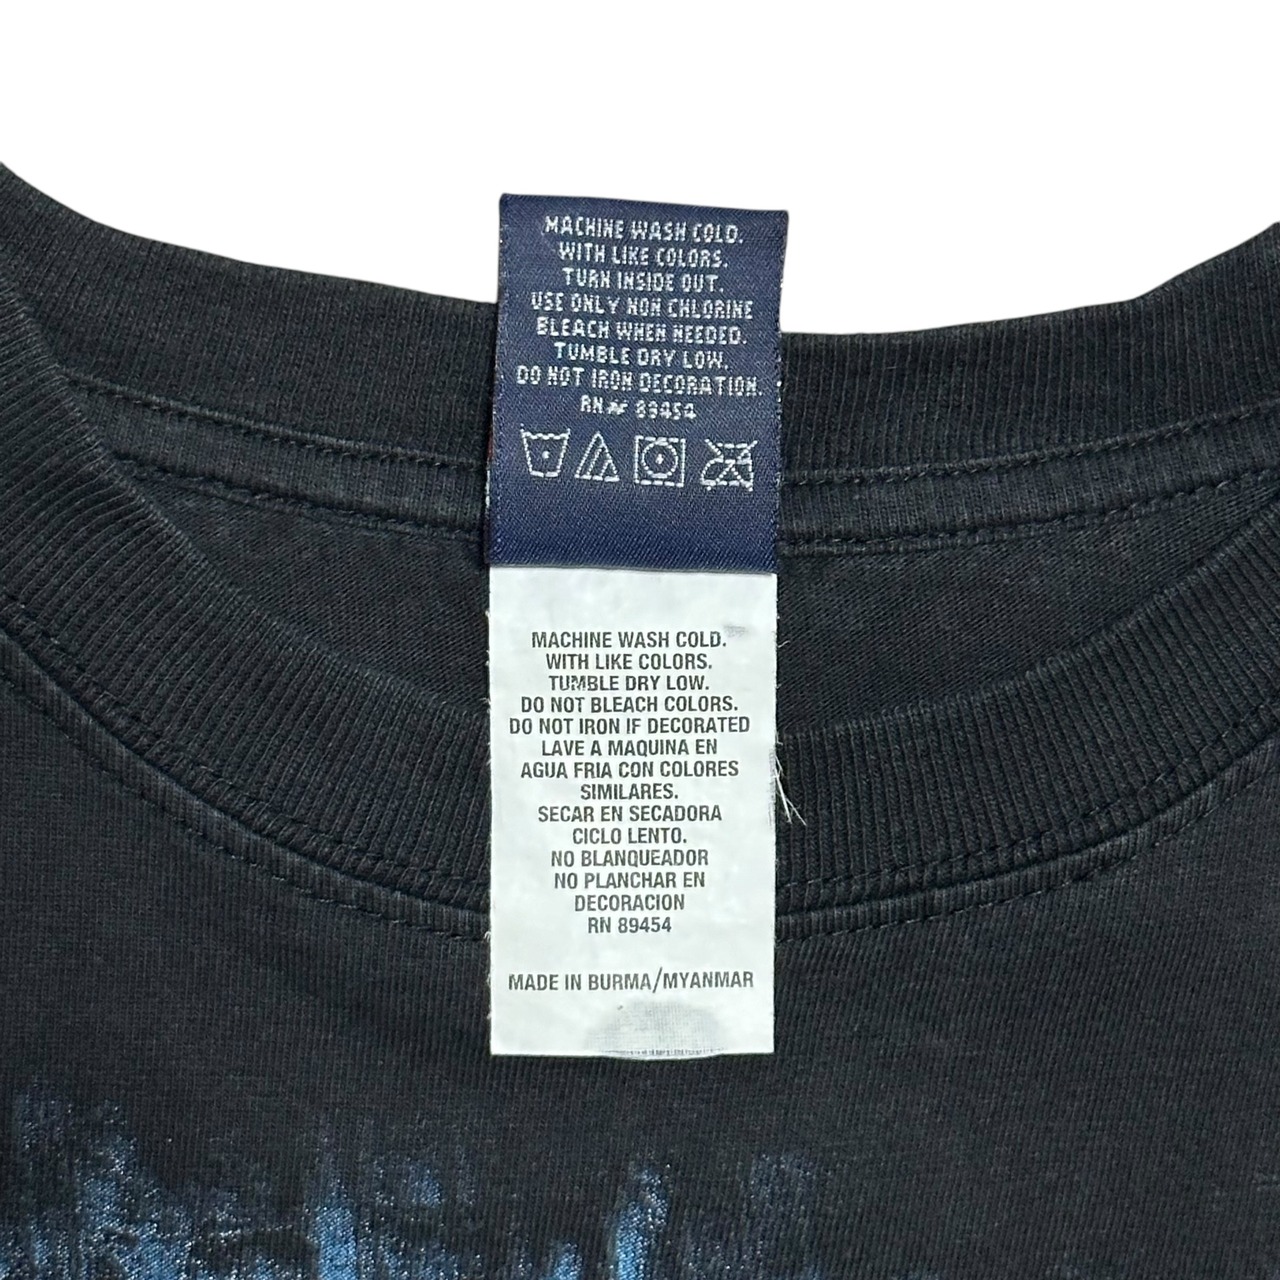 MACHINE WASH COLD.
WITH LIKE COLORS.
TURN INSIDE OUT.
USE ONLY NON CHLORINE
BLEACH WHEN NEEDED.
TUMBLE DRY LOW.
DO NOT IRON DECORATION.
RN# 89454
MACHINE WASH COLD.
WITH LIKE COLORS.
TUMBLE DRY LOW.
DO NOT BLEACH COLORS.
DO NOT IRON IF DECORATED
LAVE A MAQUINA EN
AGUA FRIA CON COLORES
SIMILARES.
SECAR EN SECADORA
CICLO LENTO.
NO BLANQUEADOR
NO PLANCHAR EN
DECORACION
RN 89454
MADE IN BURMA/MYANMAR